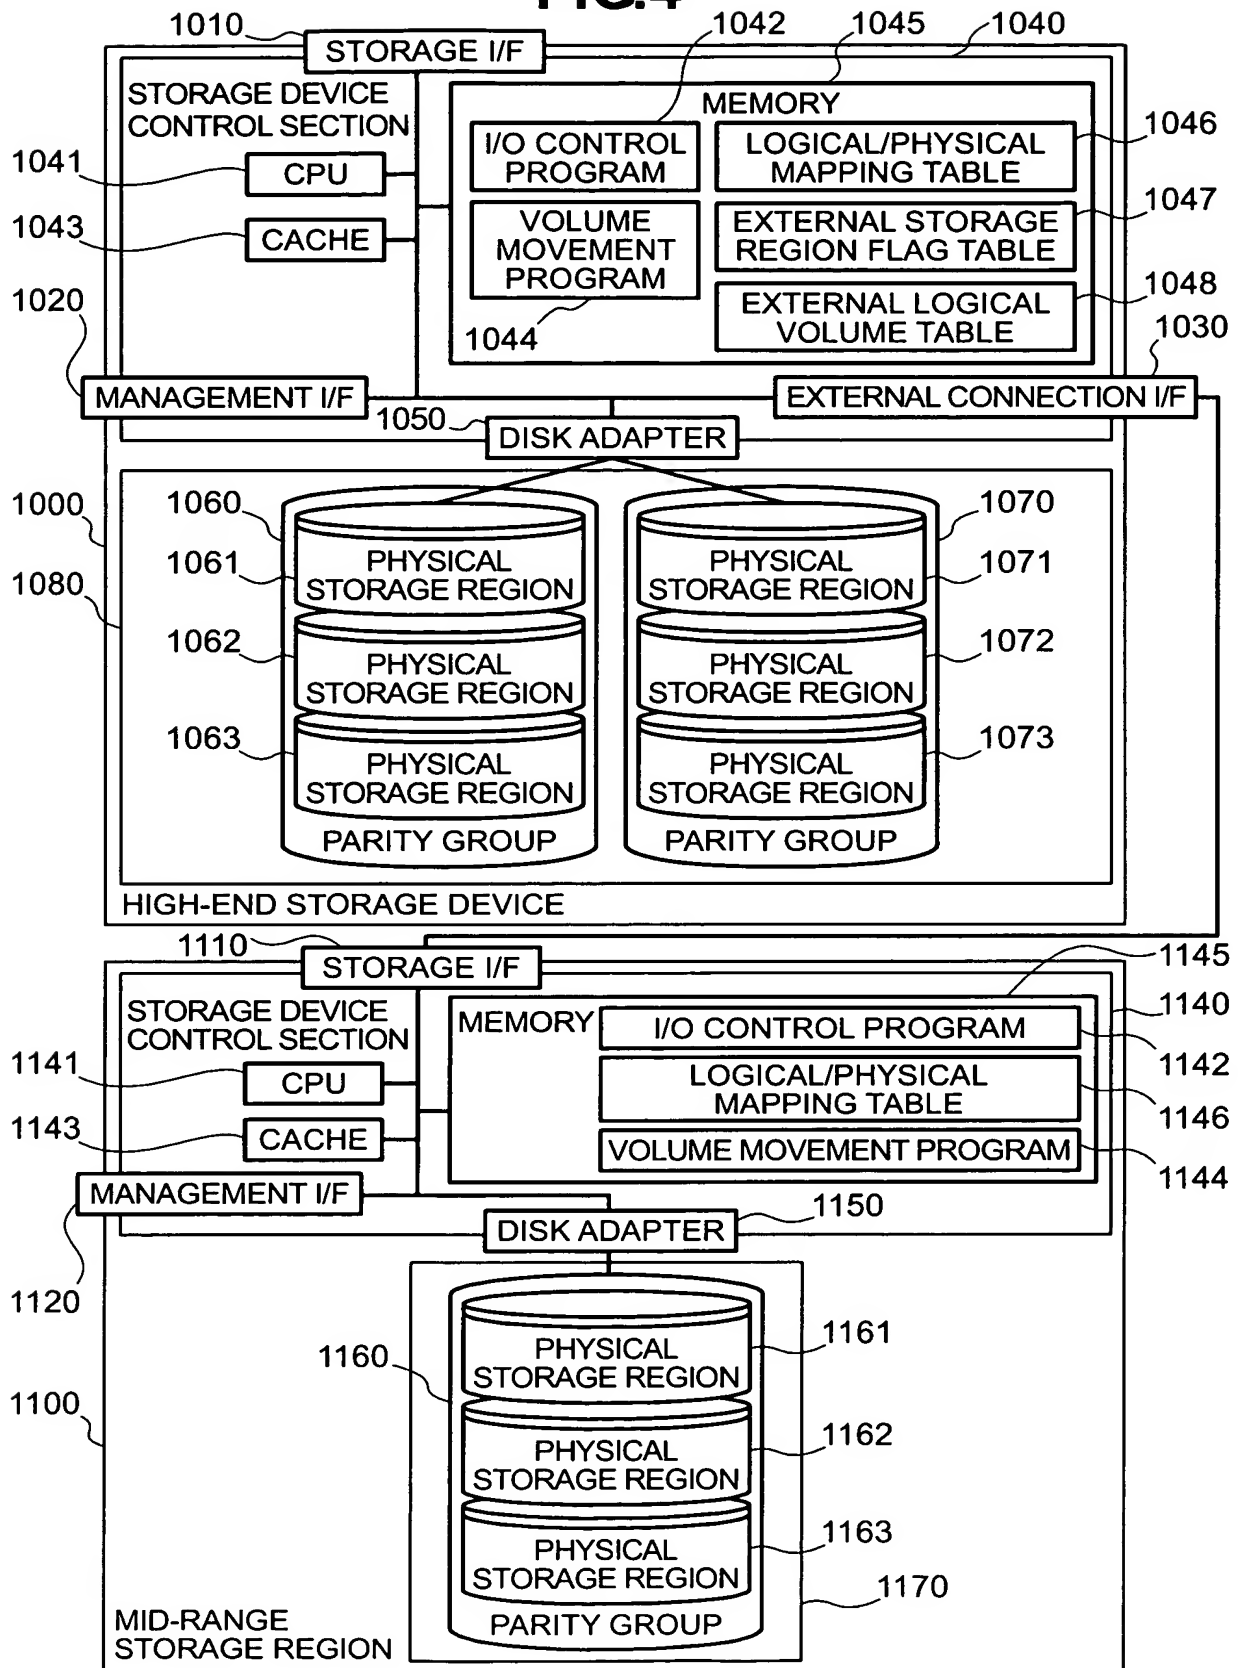 FIG.4
1010
1042
1045
1040
STORAGE I/F
STORAGE DEVICE
CONTROL SECTION
MEMORY
1041
CPU
I/O CONTROL
PROGRAM
LOGICAL/PHYSICAL
MAPPING TABLE
1046
1043
CACHE
VOLUME
MOVEMENT
PROGRAM
EXTERNAL STORAGE
REGION FLAG TABLE
1047
1020
1044
EXTERNAL LOGICAL
VOLUME TABLE
1048
1030
MANAGEMENT I/F
EXTERNAL CONNECTION I/F
1050
DISK ADAPTER
1000
1080
1060
1061
PHYSICAL
STORAGE REGION
1062
PHYSICAL
STORAGE REGION
1063
PHYSICAL
STORAGE REGION
PARITY GROUP
1070
PHYSICAL
STORAGE REGION
1071
PHYSICAL
STORAGE REGION
1072
PHYSICAL
STORAGE REGION
1073
PARITY GROUP
HIGH-END STORAGE DEVICE
1110
STORAGE I/F
1145
1140
STORAGE DEVICE
CONTROL SECTION
MEMORY
I/O CONTROL PROGRAM
1142
1141
CPU
LOGICAL/PHYSICAL
MAPPING TABLE
1146
1143
CACHE
VOLUME MOVEMENT PROGRAM
1144
MANAGEMENT I/F
1120
DISK ADAPTER
1150
1160
PHYSICAL
STORAGE REGION
1161
1100
PHYSICAL
STORAGE REGION
1162
PHYSICAL
STORAGE REGION
1163
PARITY GROUP
1170
MID-RANGE
STORAGE REGION